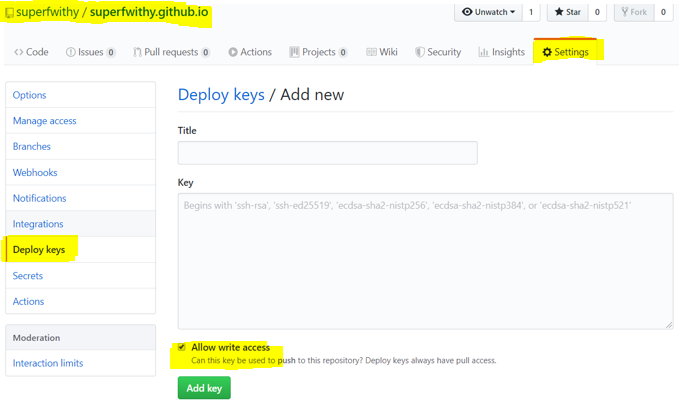 superfwithy / superfwithy.github.io
Unwatch 1 Star 0 Fork 0
Code Issues 0 Pull requests 0 Actions Projects 0 Wiki Security Insights Settings
Options
Manage access
Branches
Webhooks
Notifications
Integrations
Deploy keys
Secrets
Actions
Moderation
Interaction limits
Deploy keys / Add new
Title
Key
Begins with 'ssh-rsa', 'ssh-ed25519', 'ecdsa-sha2-nistp256', 'ecdsa-sha2-nistp384', or 'ecdsa-sha2-nistp521'
Allow write access
Can this key be used to push to this repository? Deploy keys always have pull access.
Add key